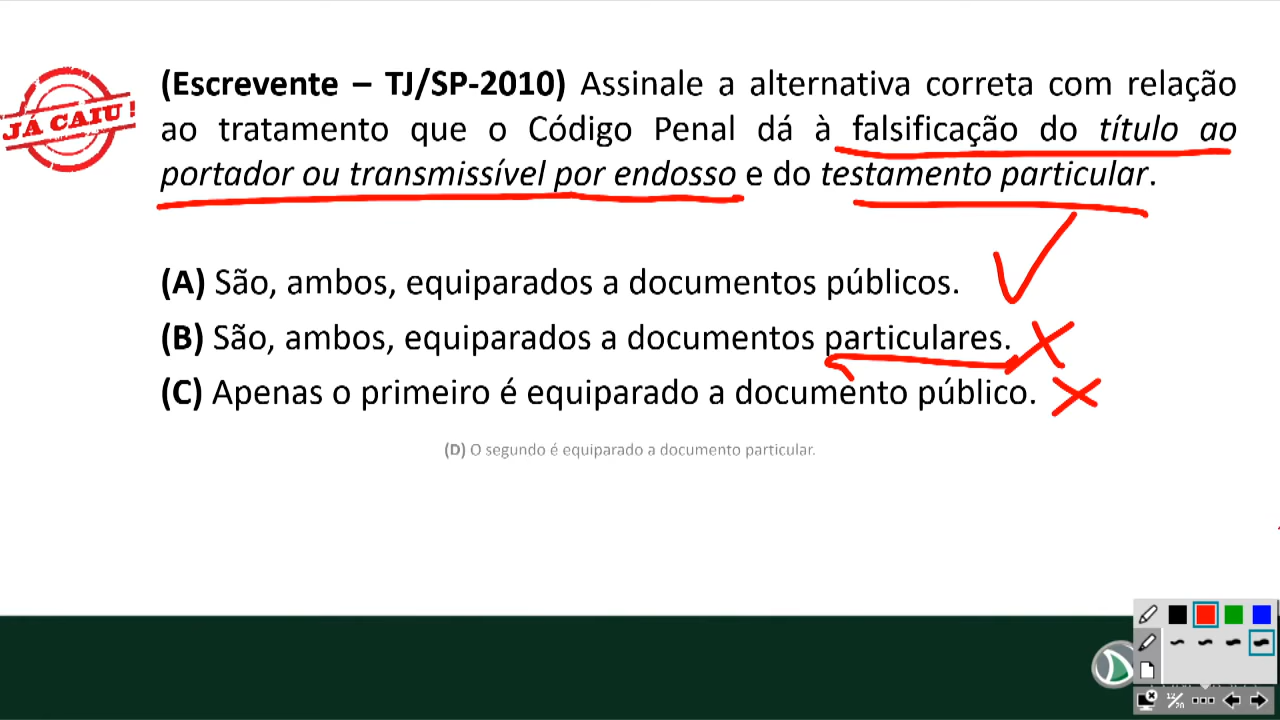 JÁ CAIU !
(Escrevente – TJ/SP-2010) Assinale a alternativa correta com relação
ao tratamento que o Código Penal dá à falsificação do título ao
portador ou transmissível por endosso e do testamento particular.
(A) São, ambos, equiparados a documentos públicos.
(B) São, ambos, equiparados a documentos particulares.
(C) Apenas o primeiro é equiparado a documento público.
(D) O segundo é equiparado a documento particular.
12/20